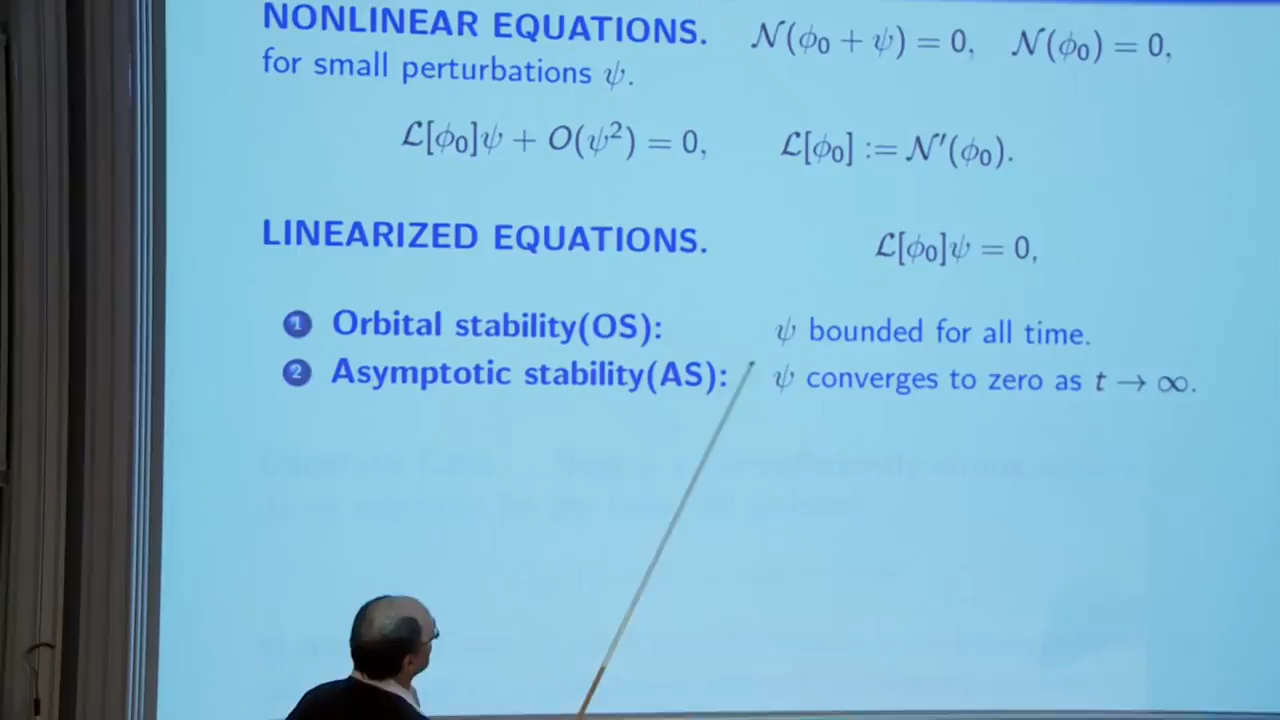 NONLINEAR EQUATIONS. 𝒩(ϕ₀ + ψ) = 0, 𝒩(ϕ₀) = 0,
for small perturbations ψ.
ℒ[ϕ₀]ψ + O(ψ²) = 0, ℒ[ϕ₀] := 𝒩′(ϕ₀).
LINEARIZED EQUATIONS. ℒ[ϕ₀]ψ = 0,
1 Orbital stability(OS): ψ bounded for all time.
2 Asymptotic stability(AS): ψ converges to zero as t → ∞.